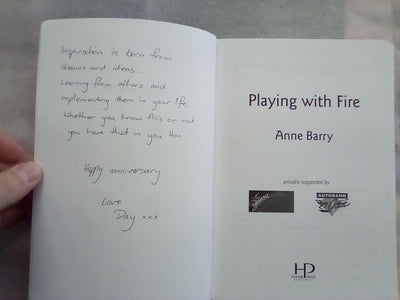 Inspiration is born from
dreams and ideas...
Learning from others and
implementing them in your life
Whether you know this or not
you have that in you Hon
Happy anniversary
Love
Day xxx
Playing with Fire
Anne Barry
proudly supported by
AUTOBAHN
HP